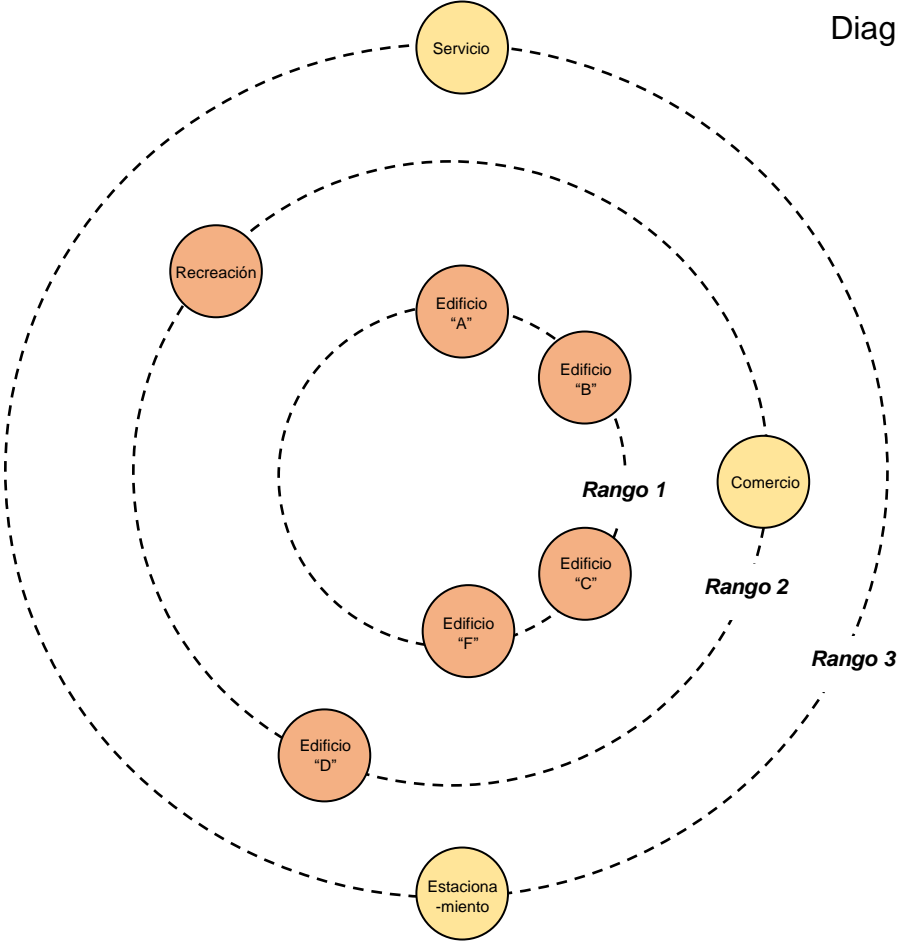 Diag
Servicio
Recreación
Edificio
“A”
Edificio
“B”
Comercio
Rango 1
Edificio
“C”
Rango 2
Edificio
“F”
Rango 3
Edificio
“D”
Estaciona
-miento